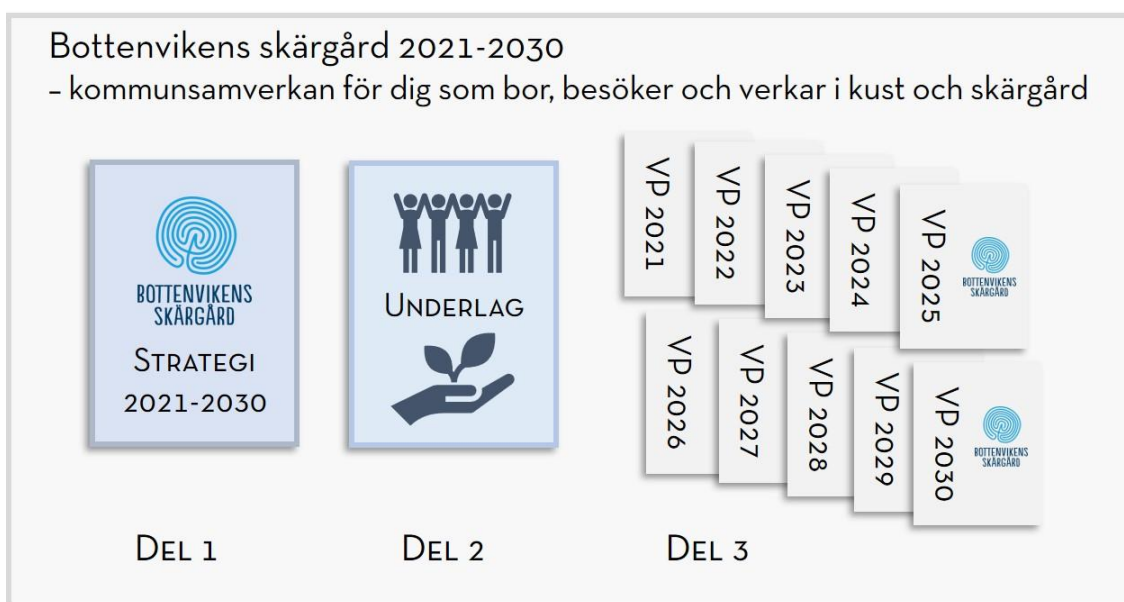 Bottenvikens skärgård 2021-2030
– kommunsamverkan för dig som bor, besöker och verkar i kust och skärgård
BOTTENVIKENS
SKÄRGÅRD
STRATEGI
2021-2030
UNDERLAG
VP 2021
VP 2022
VP 2023
VP 2024
VP 2025
BOTTENVIKENS
SKÄRGÅRD
VP 2026
VP 2027
VP 2028
VP 2029
VP 2030
BOTTENVIKENS
SKÄRGÅRD
DEL 1
DEL 2
DEL 3